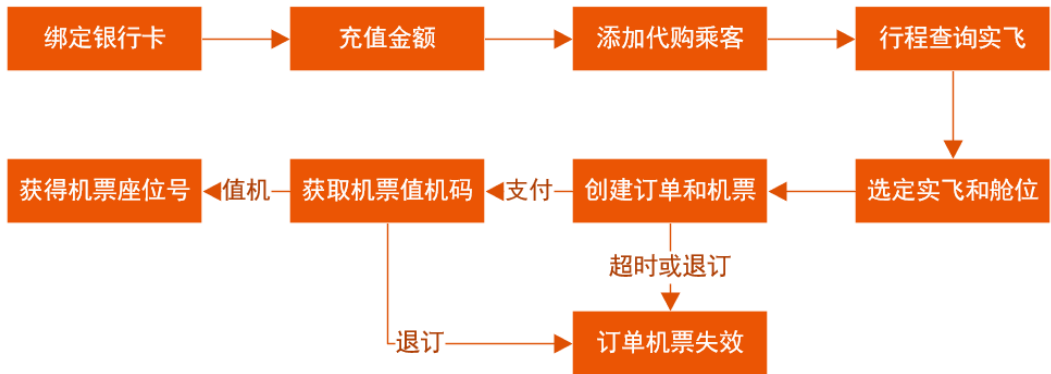 绑定银行卡
充值金额
添加代购乘客
行程查询实飞
获得机票座位号
值机
获取机票值机码
支付
创建订单和机票
选定实飞和舱位
超时或退订
退订
订单机票失效